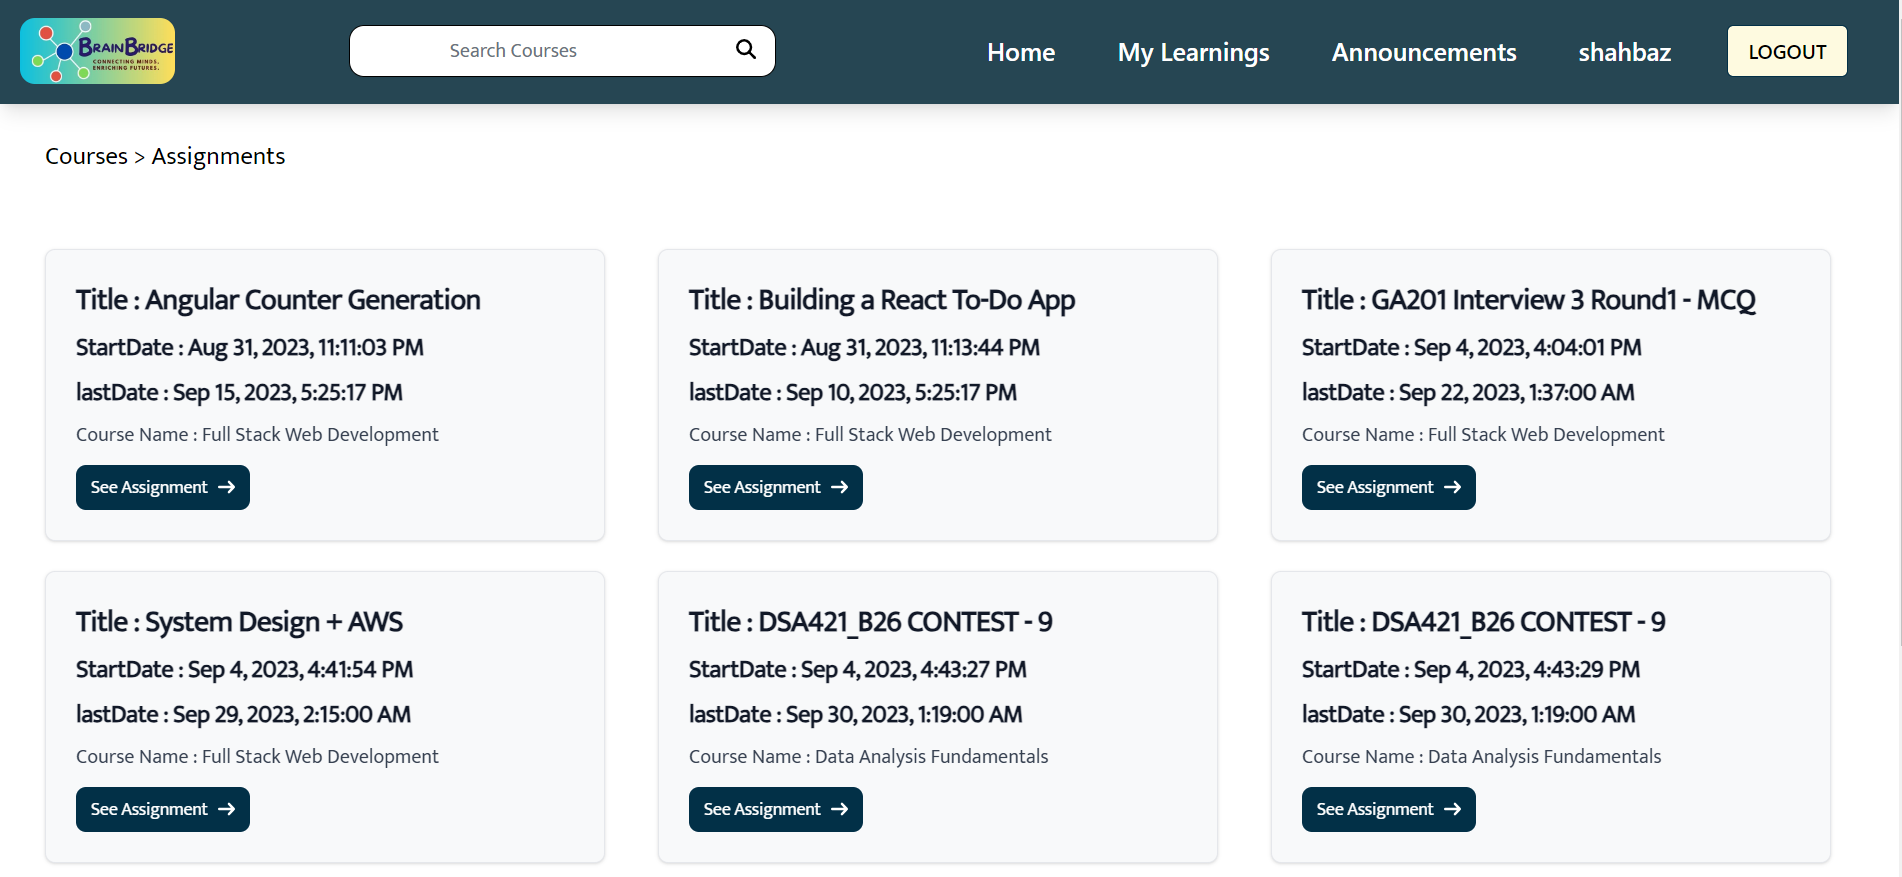 BRAINBRIDGE
CONNECTING MINDS,
ENRICHING FUTURES.
Search Courses
Home
My Learnings
Announcements
shahbaz
LOGOUT
Courses > Assignments
Title : Angular Counter Generation
StartDate : Aug 31, 2023, 11:11:03 PM
lastDate : Sep 15, 2023, 5:25:17 PM
Course Name : Full Stack Web Development
See Assignment →
Title : Building a React To-Do App
StartDate : Aug 31, 2023, 11:13:44 PM
lastDate : Sep 10, 2023, 5:25:17 PM
Course Name : Full Stack Web Development
See Assignment →
Title : GA201 Interview 3 Round1 - MCQ
StartDate : Sep 4, 2023, 4:04:01 PM
lastDate : Sep 22, 2023, 1:37:00 AM
Course Name : Full Stack Web Development
See Assignment →
Title : System Design + AWS
StartDate : Sep 4, 2023, 4:41:54 PM
lastDate : Sep 29, 2023, 2:15:00 AM
Course Name : Full Stack Web Development
See Assignment →
Title : DSA421_B26 CONTEST - 9
StartDate : Sep 4, 2023, 4:43:27 PM
lastDate : Sep 30, 2023, 1:19:00 AM
Course Name : Data Analysis Fundamentals
See Assignment →
Title : DSA421_B26 CONTEST - 9
StartDate : Sep 4, 2023, 4:43:29 PM
lastDate : Sep 30, 2023, 1:19:00 AM
Course Name : Data Analysis Fundamentals
See Assignment →